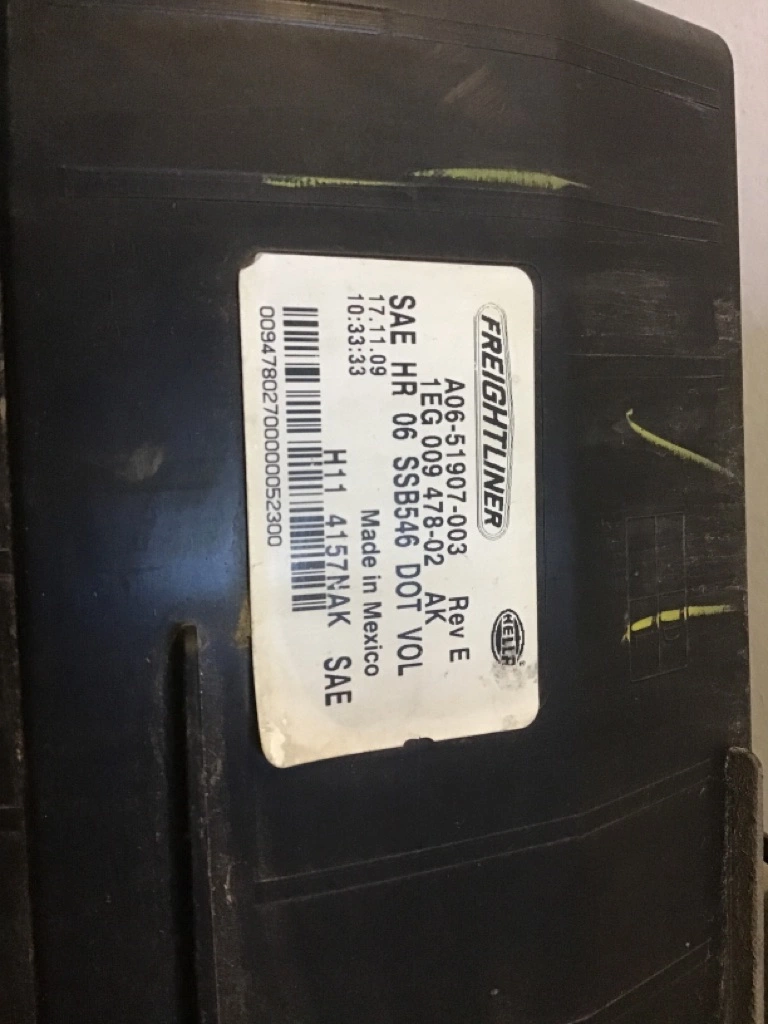 FREIGHTLINER
HELLA
A06-51907-003 Rev E
1EG 009 478-02 AK
SAE HR 06 SSB546 DOT VOL
17.11.09 Made in Mexico
10:33:33
H11 4157NAK SAE
00947802700000052300